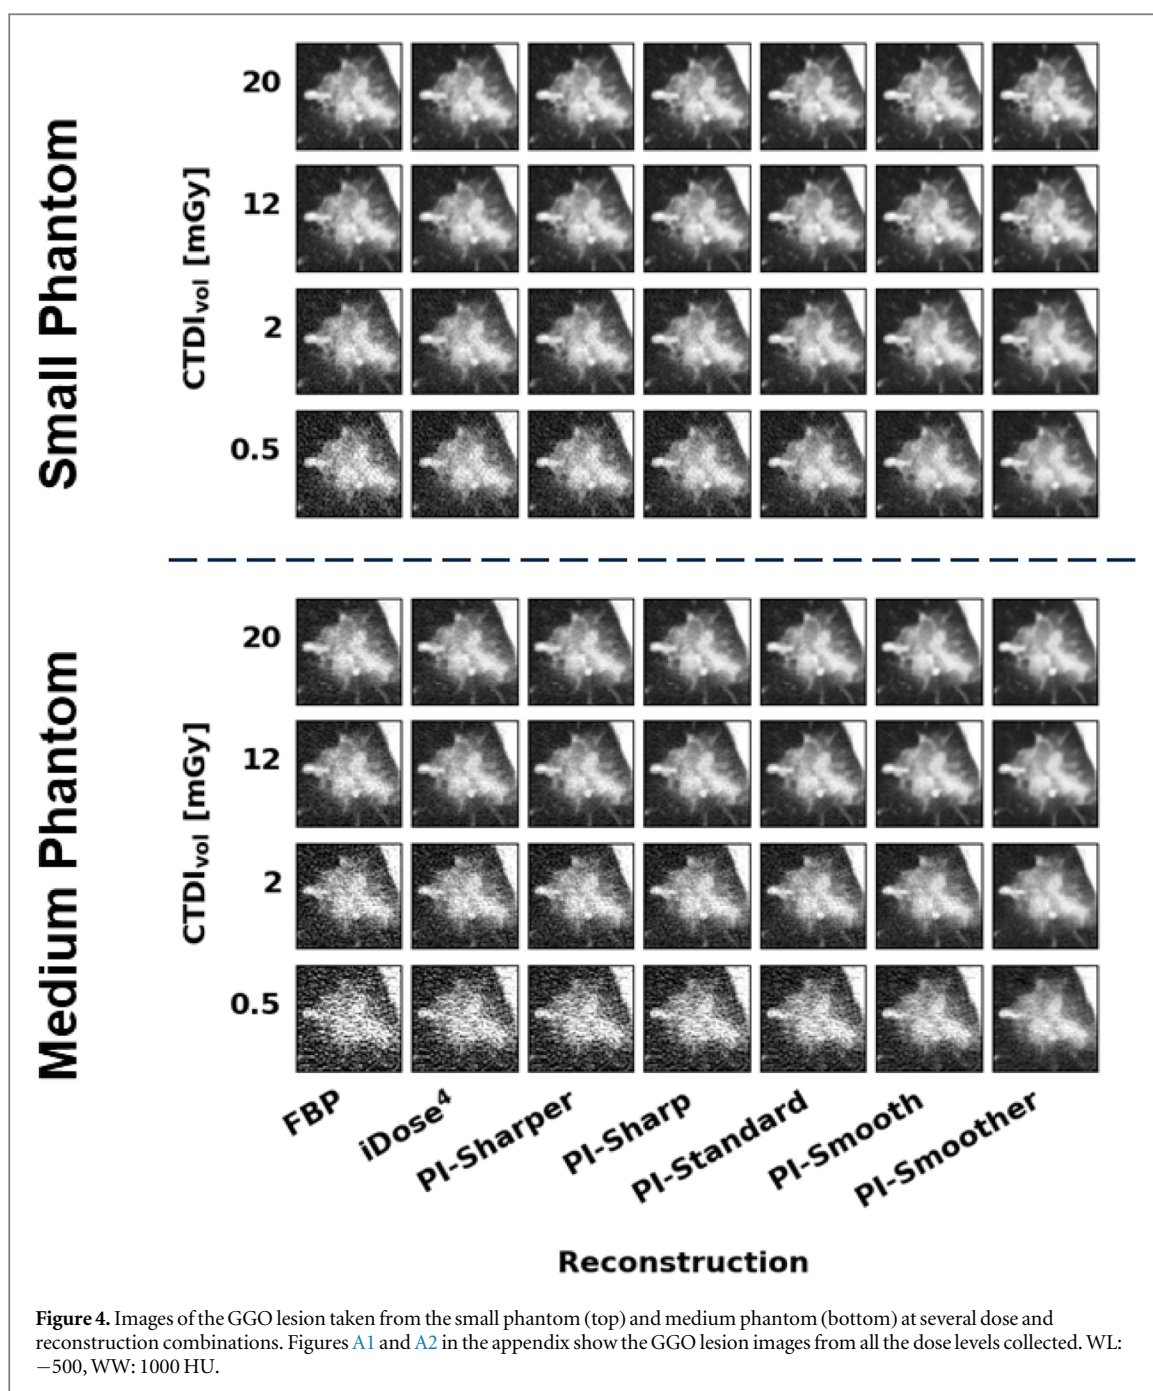 Small Phantom
CTDIvol [mGy]
20
12
2
0.5
Medium Phantom
CTDIvol [mGy]
20
12
2
0.5
FBP
iDose⁴
PI-Sharper
PI-Sharp
PI-Standard
PI-Smooth
PI-Smoother
Reconstruction
Figure 4. Images of the GGO lesion taken from the small phantom (top) and medium phantom (bottom) at several dose and
reconstruction combinations. Figures A1 and A2 in the appendix show the GGO lesion images from all the dose levels collected. WL:
−500, WW: 1000 HU.